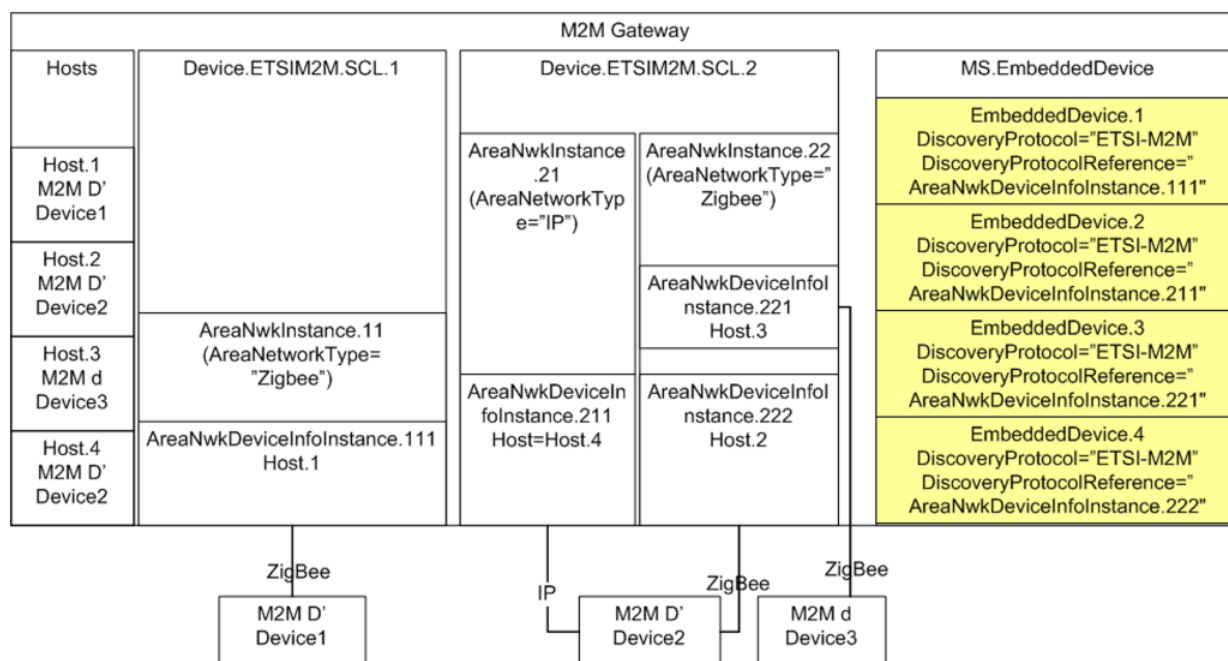 M2M Gateway
Hosts
Host.1
M2M D’
Device1
Host.2
M2M D’
Device2
Host.3
M2M d
Device3
Host.4
M2M D’
Device2
Device.ETSIM2M.SCL.1
AreaNwkInstance.11
(AreaNetworkType=
”Zigbee”)
AreaNwkDeviceInfoInstance.111
Host.1
Device.ETSIM2M.SCL.2
AreaNwkInstance
.21
(AreaNetworkTyp
e=”IP”)
AreaNwkDeviceIn
foInstance.211
Host=Host.4
AreaNwkInstance.22
(AreaNetworkType=”
Zigbee”)
AreaNwkDeviceInfoI
nstance.221
Host.3
AreaNwkDeviceInfoI
nstance.222
Host.2
MS.EmbeddedDevice
EmbeddedDevice.1
DiscoveryProtocol=”ETSI-M2M”
DiscoveryProtocolReference=”
AreaNwkDeviceInfoInstance.111"
EmbeddedDevice.2
DiscoveryProtocol=”ETSI-M2M”
DiscoveryProtocolReference=”
AreaNwkDeviceInfoInstance.211"
EmbeddedDevice.3
DiscoveryProtocol=”ETSI-M2M”
DiscoveryProtocolReference=”
AreaNwkDeviceInfoInstance.221"
EmbeddedDevice.4
DiscoveryProtocol=”ETSI-M2M”
DiscoveryProtocolReference=”
AreaNwkDeviceInfoInstance.222"
ZigBee
IP
ZigBee
ZigBee
M2M D’
Device1
M2M D’
Device2
M2M d
Device3